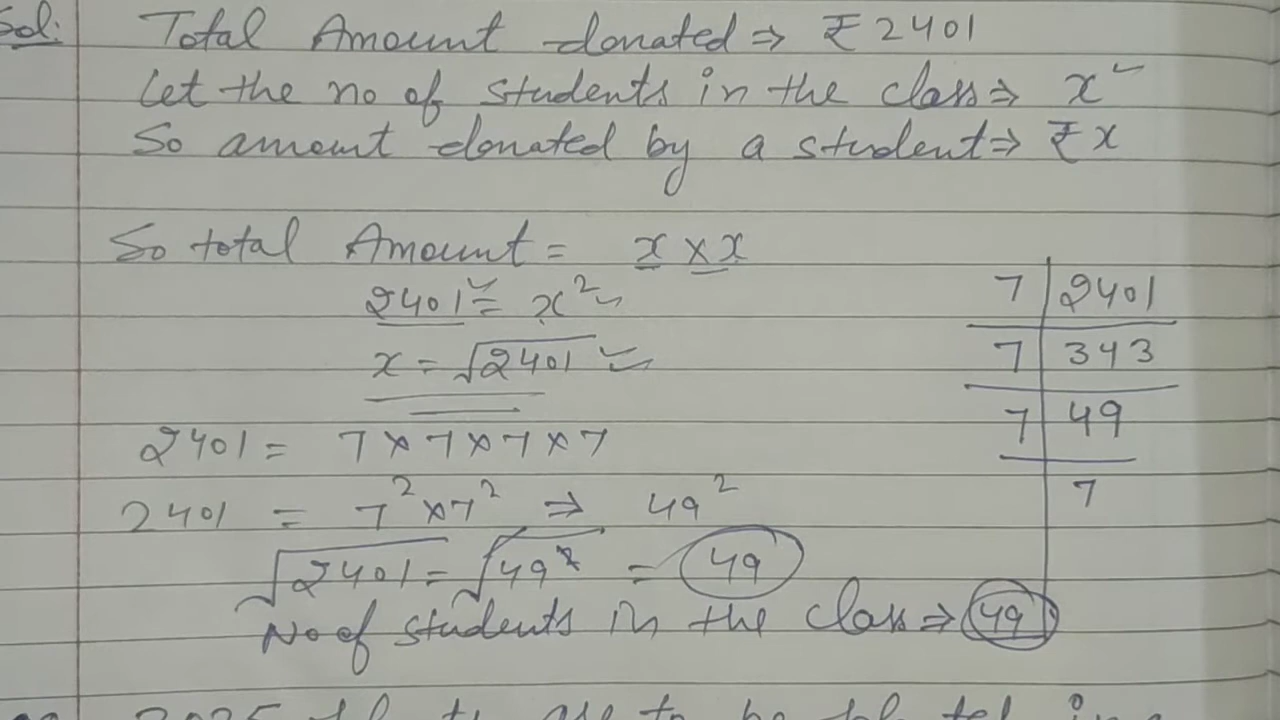 Sol:
Total Amount donated ⇒ ₹2401
Let the no of students in the class ⇒ x
So amount donated by a student ⇒ ₹x
So total Amount = x × x
2401 = x²
x = √2401
2401 = 7 × 7 × 7 × 7
2401 = 7² × 7² ⇒ 49²
√2401 = √49² = 49
No of students in the class ⇒ 49
7 | 2401
7 | 343
7 | 49
7
2025